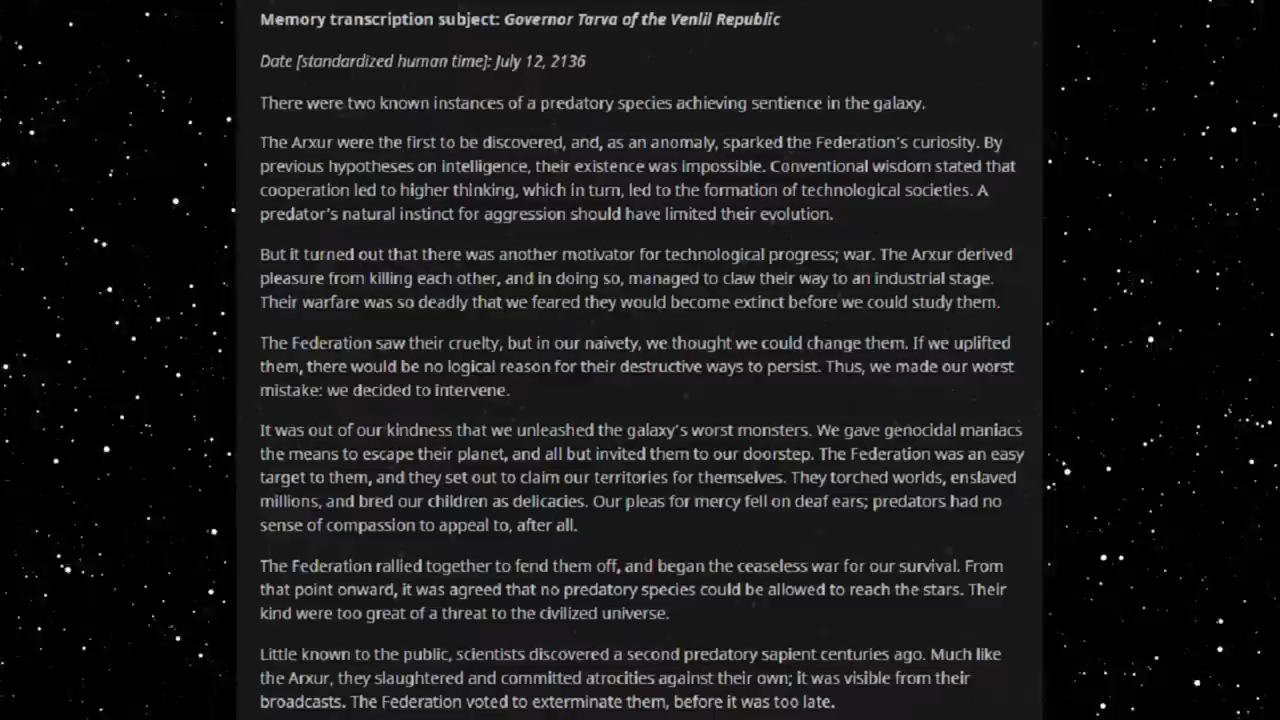 Memory transcription subject: Governor Tarva of the Venlil Republic
Date [standardized human time]: July 12, 2136
There were two known instances of a predatory species achieving sentience in the galaxy.
The Arxur were the first to be discovered, and, as an anomaly, sparked the Federation's curiosity. By
previous hypotheses on intelligence, their existence was impossible. Conventional wisdom stated that
cooperation led to higher thinking, which in turn, led to the formation of technological societies. A
predator's natural instinct for aggression should have limited their evolution.
But it turned out that there was another motivator for technological progress; war. The Arxur derived
pleasure from killing each other, and in doing so, managed to claw their way to an industrial stage.
Their warfare was so deadly that we feared they would become extinct before we could study them.
The Federation saw their cruelty, but in our naivety, we thought we could change them. If we uplifted
them, there would be no logical reason for their destructive ways to persist. Thus, we made our worst
mistake: we decided to intervene.
It was out of our kindness that we unleashed the galaxy's worst monsters. We gave genocidal maniacs
the means to escape their planet, and all but invited them to our doorstep. The Federation was an easy
target to them, and they set out to claim our territories for themselves. They torched worlds, enslaved
millions, and bred our children as delicacies. Our pleas for mercy fell on deaf ears; predators had no
sense of compassion to appeal to, after all.
The Federation rallied together to fend them off, and began the ceaseless war for our survival. From
that point onward, it was agreed that no predatory species could be allowed to reach the stars. Their
kind were too great of a threat to the civilized universe.
Little known to the public, scientists discovered a second predatory sapient centuries ago. Much like
the Arxur, they slaughtered and committed atrocities against their own; it was visible from their
broadcasts. The Federation voted to exterminate them, before it was too late.